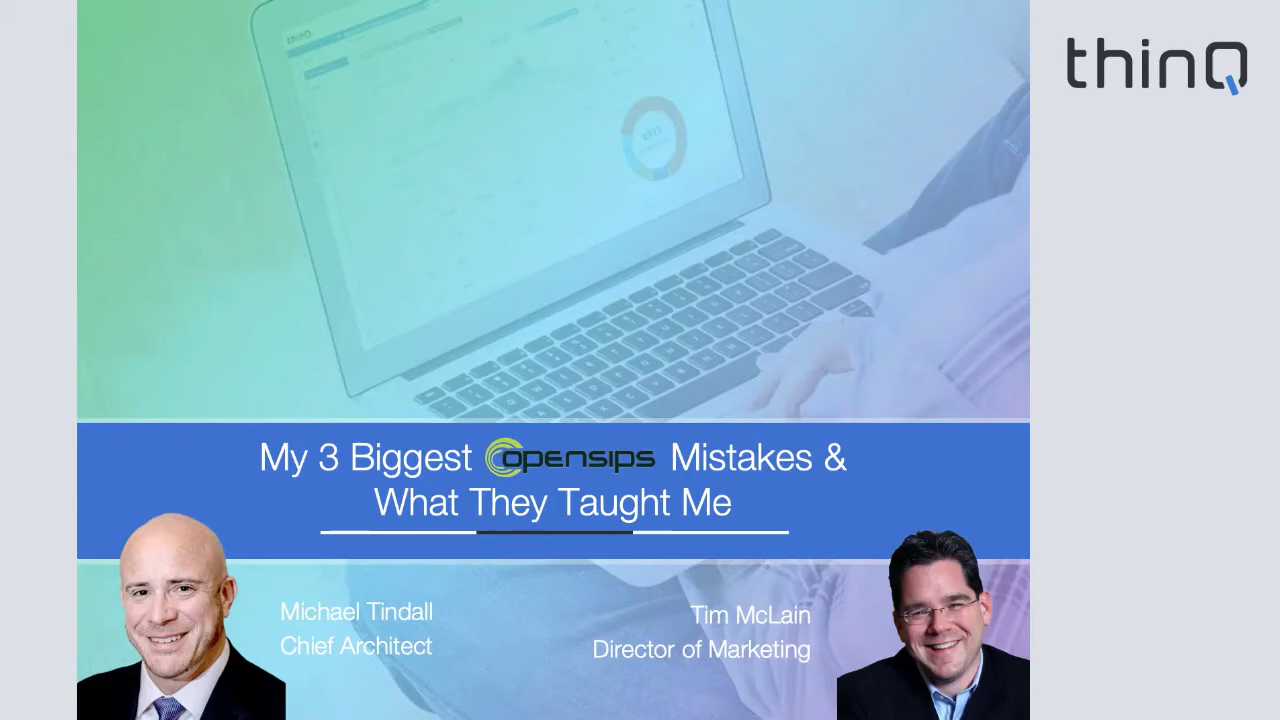 thinQ
thinQ
My 3 Biggest opensips Mistakes &
What They Taught Me
Michael Tindall
Chief Architect
Tim McLain
Director of Marketing